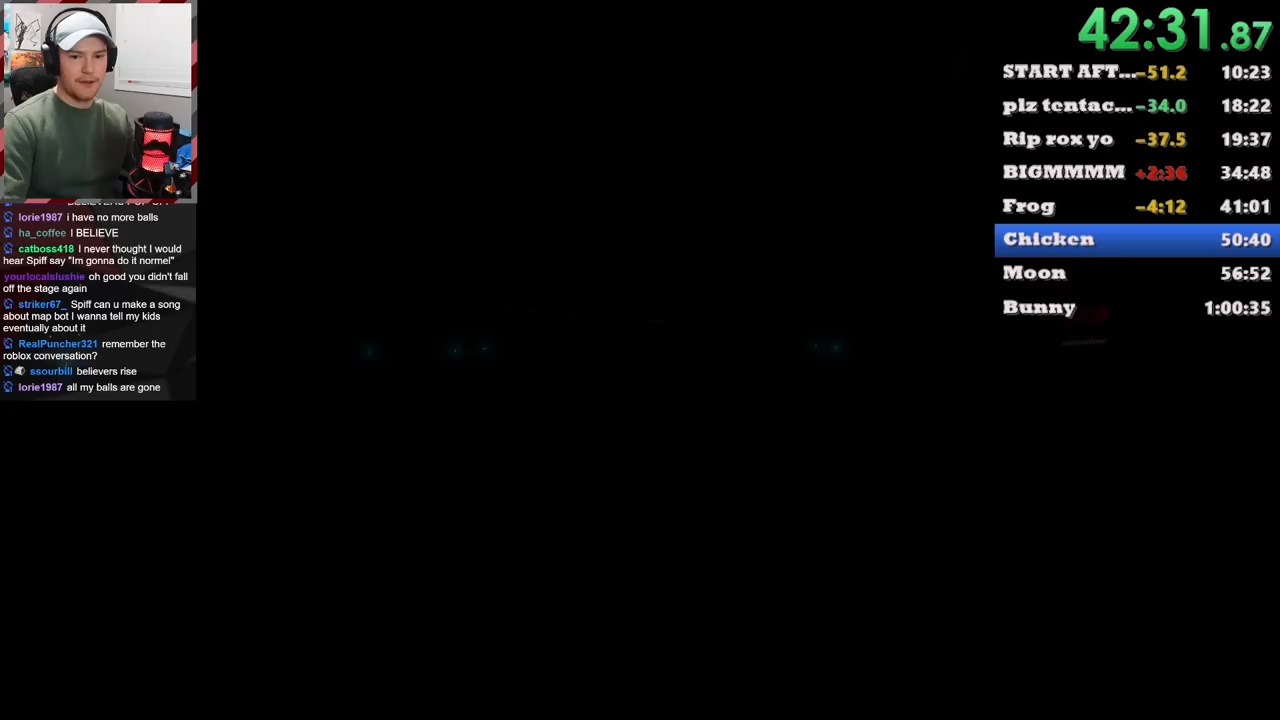 42:31.87
START AFT... -51.2 10:23
plz tentac... -34.0 18:22
Rip rox yo -37.5 19:37
BIGMMMM +2:36 34:48
Frog -4:12 41:01
Chicken 50:40
Moon 56:52
Bunny 1:00:35
lorie1987 i have no more balls
ha_coffee I BELIEVE
catboss418 I never thought I would
hear Spiff say "Im gonna do it normel"
yourlocalslushie oh good you didn't fall
off the stage again
striker67_ Spiff can u make a song
about map bot I wanna tell my kids
eventually about it
RealPuncher321 remember the
roblox conversation?
ssourbill believers rise
lorie1987 all my balls are gone